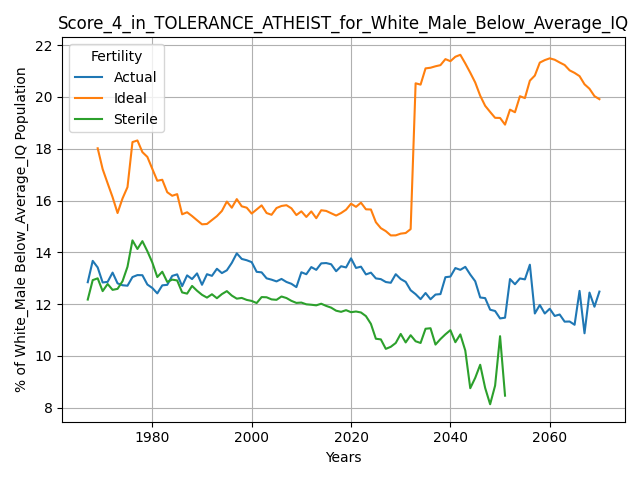 Score_4_in_TOLERANCE_ATHEIST_for_White_Male_Below_Average_IQ
% of White_Male Below_Average_IQ Population
22
20
18
16
14
12
10
8
Fertility
Actual
Ideal
Sterile
1980
2000
2020
2040
2060
Years